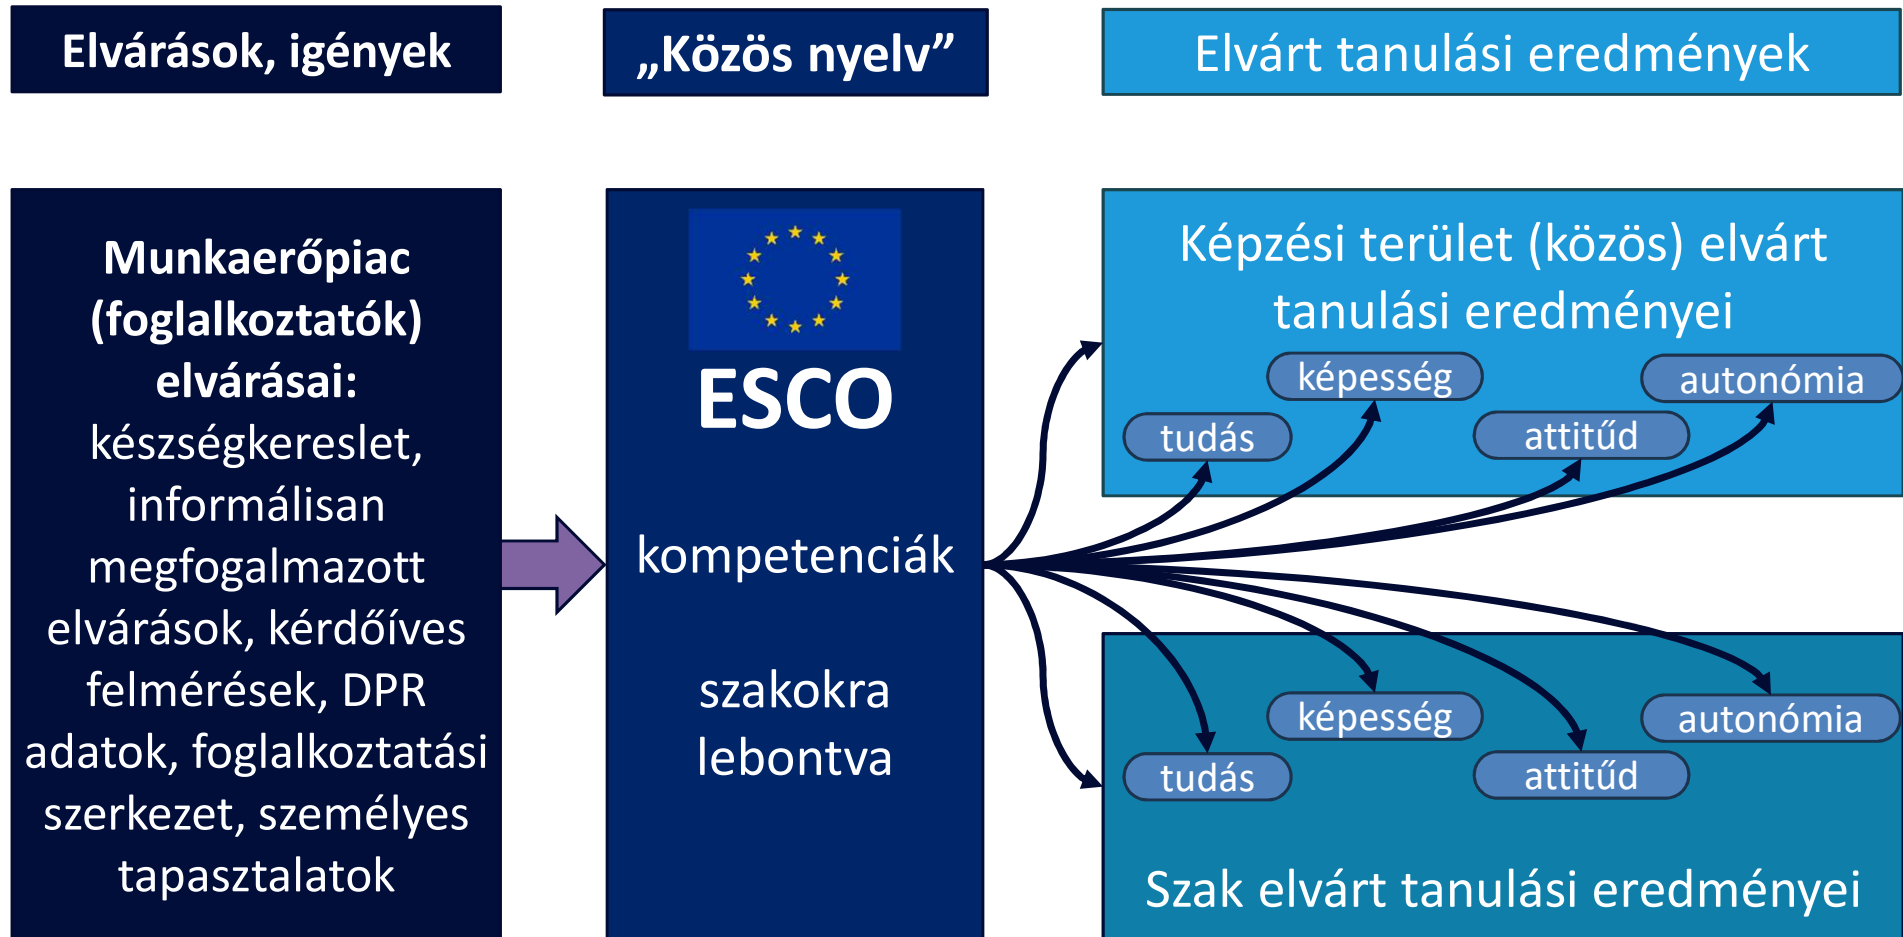 Elvárások, igények
„Közös nyelv”
Elvárt tanulási eredmények
Munkaerőpiac
(foglalkoztatók)
elvárásai:
készségkereslet,
informálisan
megfogalmazott
elvárások, kérdőíves
felmérések, DPR
adatok, foglalkoztatási
szerkezet, személyes
tapasztalatok
ESCO
kompetenciák
szakokra
lebontva
Képzési terület (közös) elvárt
tanulási eredményei
képesség
autonómia
tudás
attitűd
képesség
autonómia
tudás
attitűd
Szak elvárt tanulási eredményei